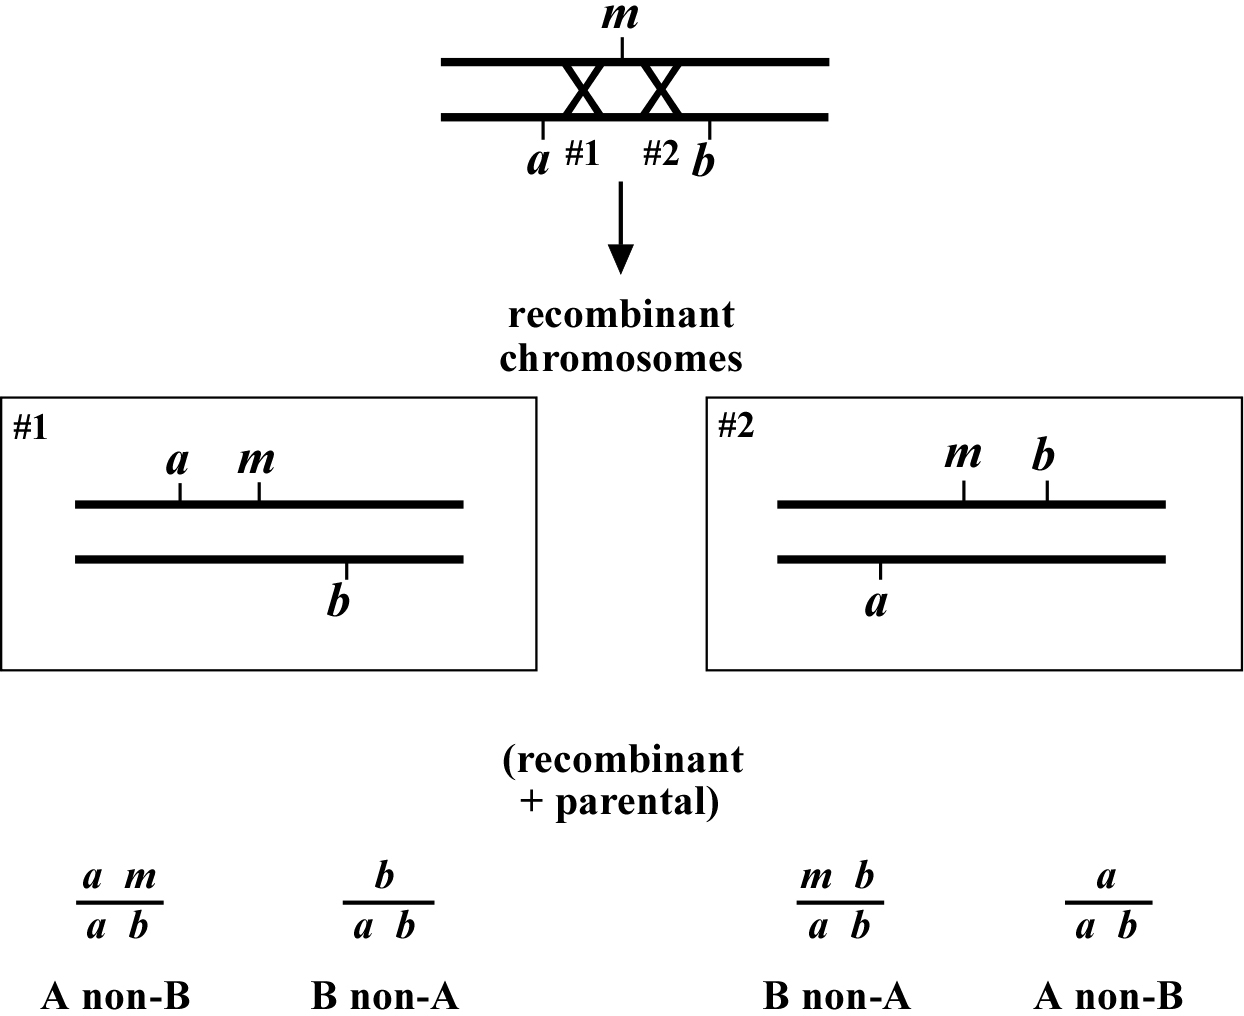 m
a #1 #2 b
recombinant
chromosomes
#1
a m
b
#2
m b
a
(recombinant
+ parental)
a m
a b
A non-B
b
a b
B non-A
m b
a b
B non-A
a
a b
A non-B